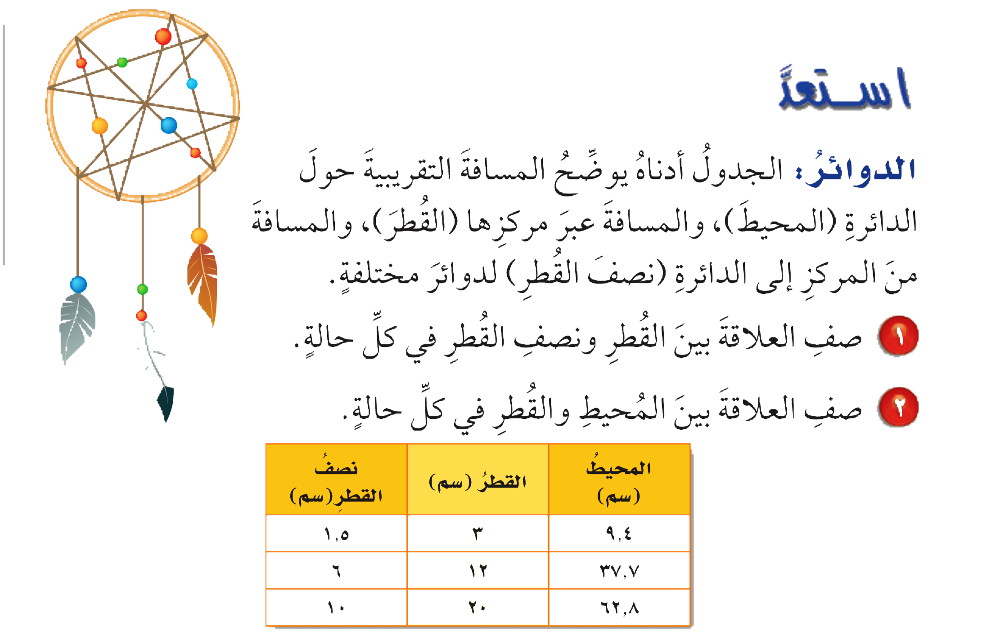 استعدَّ
الدوائرُ: الجدولُ أدناهُ يوضِّحُ المسافةَ التقريبيةَ حولَ
الدائرةِ (المحيطَ)، والمسافةَ عبرَ مركزِها (القُطرَ)، والمسافةَ
منَ المركزِ إلى الدائرةِ (نصفَ القُطرِ) لدوائرَ مختلفةٍ.
١ صفِ العلاقةَ بينَ القُطرِ ونصفِ القُطرِ في كلِّ حالةٍ.
٢ صفِ العلاقةَ بينَ المُحيطِ والقُطرِ في كلِّ حالةٍ.
المحيطُ (سم) القطرُ (سم) نصفُ القطرِ(سم)
٩,٤ ٣ ١,٥
٣٧,٧ ١٢ ٦
٦٢,٨ ٢٠ ١٠